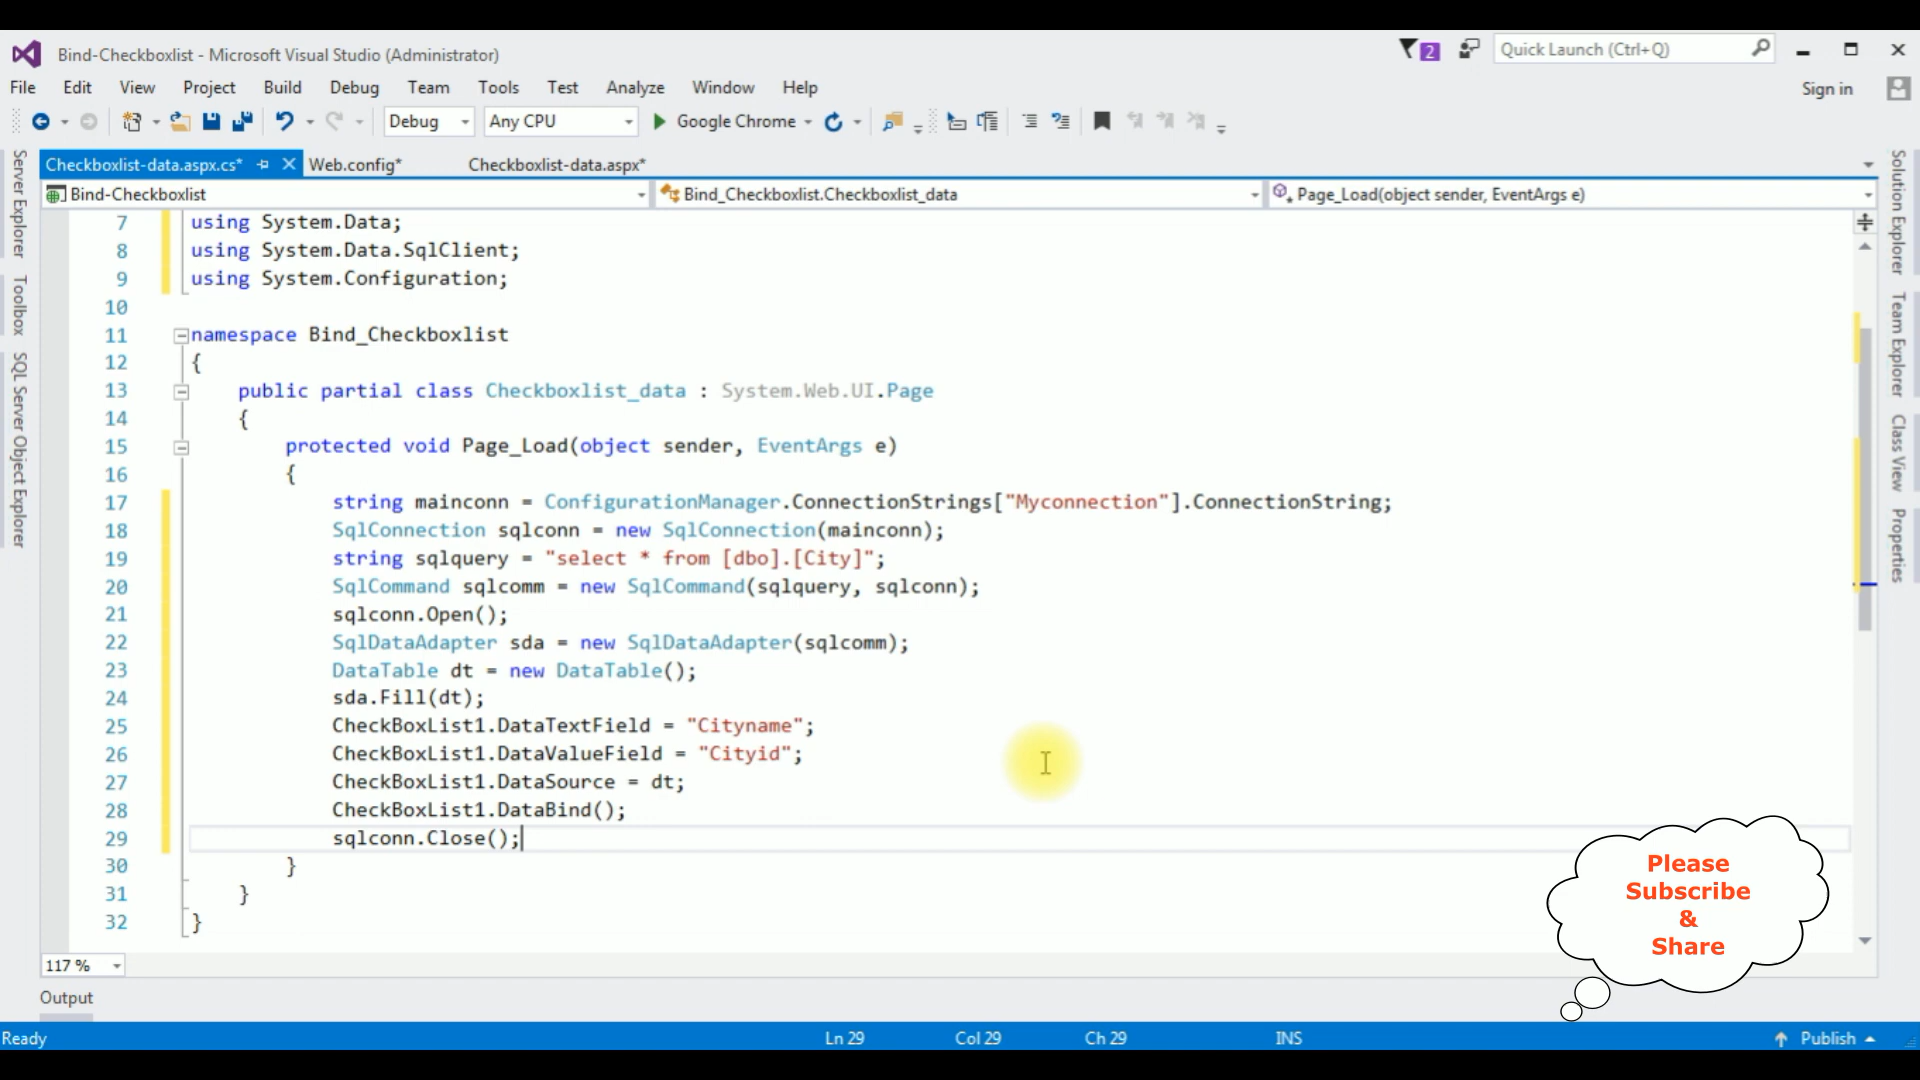 Bind-Checkboxlist - Microsoft Visual Studio (Administrator)
2
Quick Launch (Ctrl+Q)
File Edit View Project Build Debug Team Tools Test Analyze Window Help
Sign in
Debug Any CPU Google Chrome
Checkboxlist-data.aspx.cs* Web.config* Checkboxlist-data.aspx*
Bind-Checkboxlist Bind_Checkboxlist.Checkboxlist_data Page_Load(object sender, EventArgs e)
Server Explorer
Toolbox
SQL Server Object Explorer
7 using System.Data;
8 using System.Data.SqlClient;
9 using System.Configuration;
10
11 namespace Bind_Checkboxlist
12 {
13 public partial class Checkboxlist_data : System.Web.UI.Page
14 {
15 protected void Page_Load(object sender, EventArgs e)
16 {
17 string mainconn = ConfigurationManager.ConnectionStrings["Myconnection"].ConnectionString;
18 SqlConnection sqlconn = new SqlConnection(mainconn);
19 string sqlquery = "select * from [dbo].[City]";
20 SqlCommand sqlcomm = new SqlCommand(sqlquery, sqlconn);
21 sqlconn.Open();
22 SqlDataAdapter sda = new SqlDataAdapter(sqlcomm);
23 DataTable dt = new DataTable();
24 sda.Fill(dt);
25 CheckBoxList1.DataTextField = "Cityname";
26 CheckBoxList1.DataValueField = "Cityid";
27 CheckBoxList1.DataSource = dt;
28 CheckBoxList1.DataBind();
29 sqlconn.Close();
30 }
31 }
32 }
Solution Explorer
Team Explorer
Class View
Properties
Please
Subscribe
&
Share
117 %
Output
Ready Ln 29 Col 29 Ch 29 INS Publish